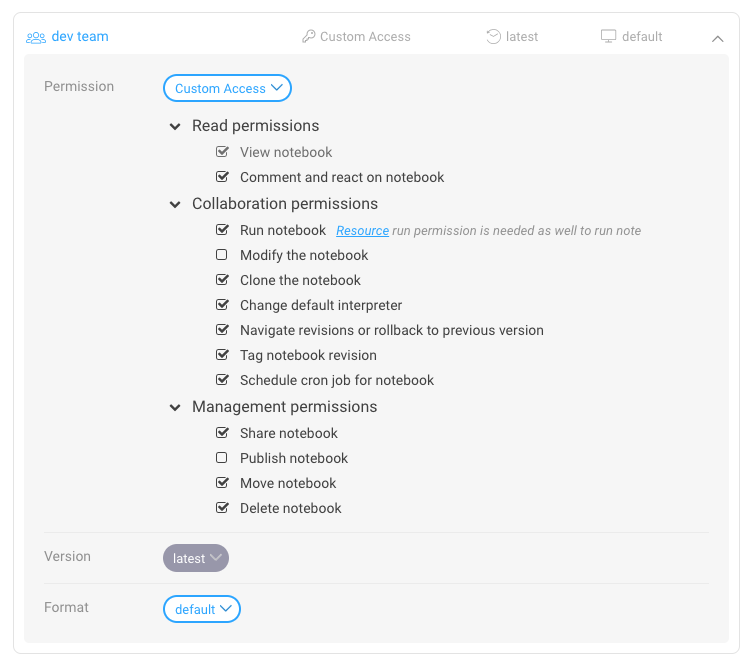 dev team Custom Access latest default
Permission Custom Access
Read permissions
View notebook
Comment and react on notebook
Collaboration permissions
Run notebook Resource run permission is needed as well to run note
Modify the notebook
Clone the notebook
Change default interpreter
Navigate revisions or rollback to previous version
Tag notebook revision
Schedule cron job for notebook
Management permissions
Share notebook
Publish notebook
Move notebook
Delete notebook
Version latest
Format default